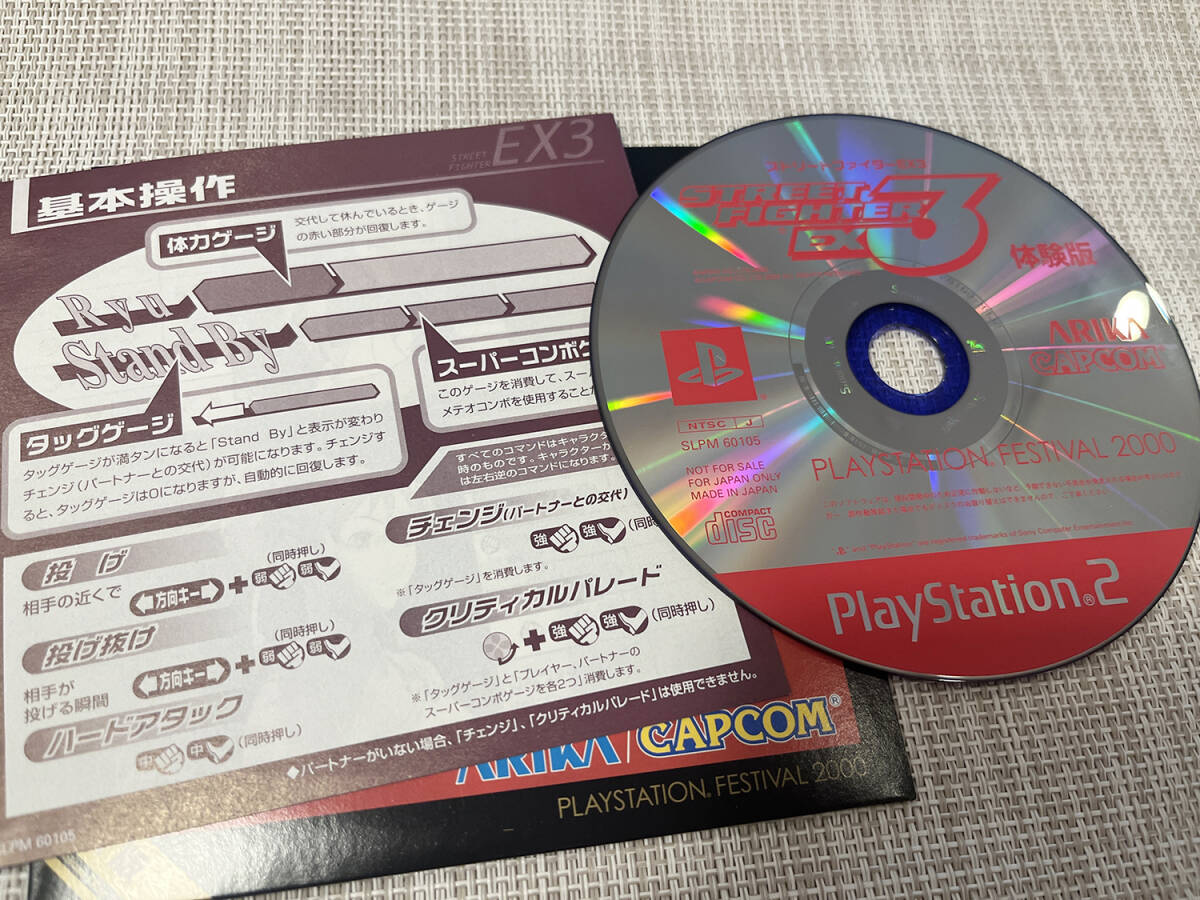 STREET
FIGHTER EX3
基本操作
体力ゲージ
交代して休んでいるとき、ゲージ
の赤い部分が回復します。
Ryu
Stand By
スーパーコンボゲ
このゲージを消費して、スー
メテオコンボを使用すること
タッグゲージ
タッグゲージが満タンになると「Stand By」と表示が変わり
チェンジ(パートナーとの交代)が可能になります。チェンジす
ると、タッグゲージは0になりますが、自動的に回復します。
すべてのコマンドはキャラクタ
時のものです。キャラクターが
は左右逆のコマンドになります
投げ
相手の近くで
方向キー
+
弱
弱
(同時押し)
投げ抜け
相手が
投げる瞬間
方向キー
+
弱
弱
(同時押し)
ハードアタック
中
中
(同時押し)
チェンジ(パートナーとの交代)
強
強
(同時
※「タッグゲージ」を消費します。
クリティカルパレード
+
強
強
(同時押し)
※「タッグゲージ」と「プレイヤー、パートナーの
スーパーコンボゲージを各2つ」消費します。
◆パートナーがいない場合、「チェンジ」、「クリティカルパレード」は使用できません。
SLPM 60105
ARIKA/CAPCOM®
PLAYSTATION® FESTIVAL 2000
ストリートファイターEX3
STREET
FIGHTER
EX 3
体験版
ARIKA
CAPCOM
NTSC J
SLPM 60105
NOT FOR SALE
FOR JAPAN ONLY
MADE IN JAPAN
COMPACT
disc
PLAYSTATION® FESTIVAL 2000
and "PlayStation" are registered trademarks of Sony Computer Entertainment Inc.
PlayStation®2